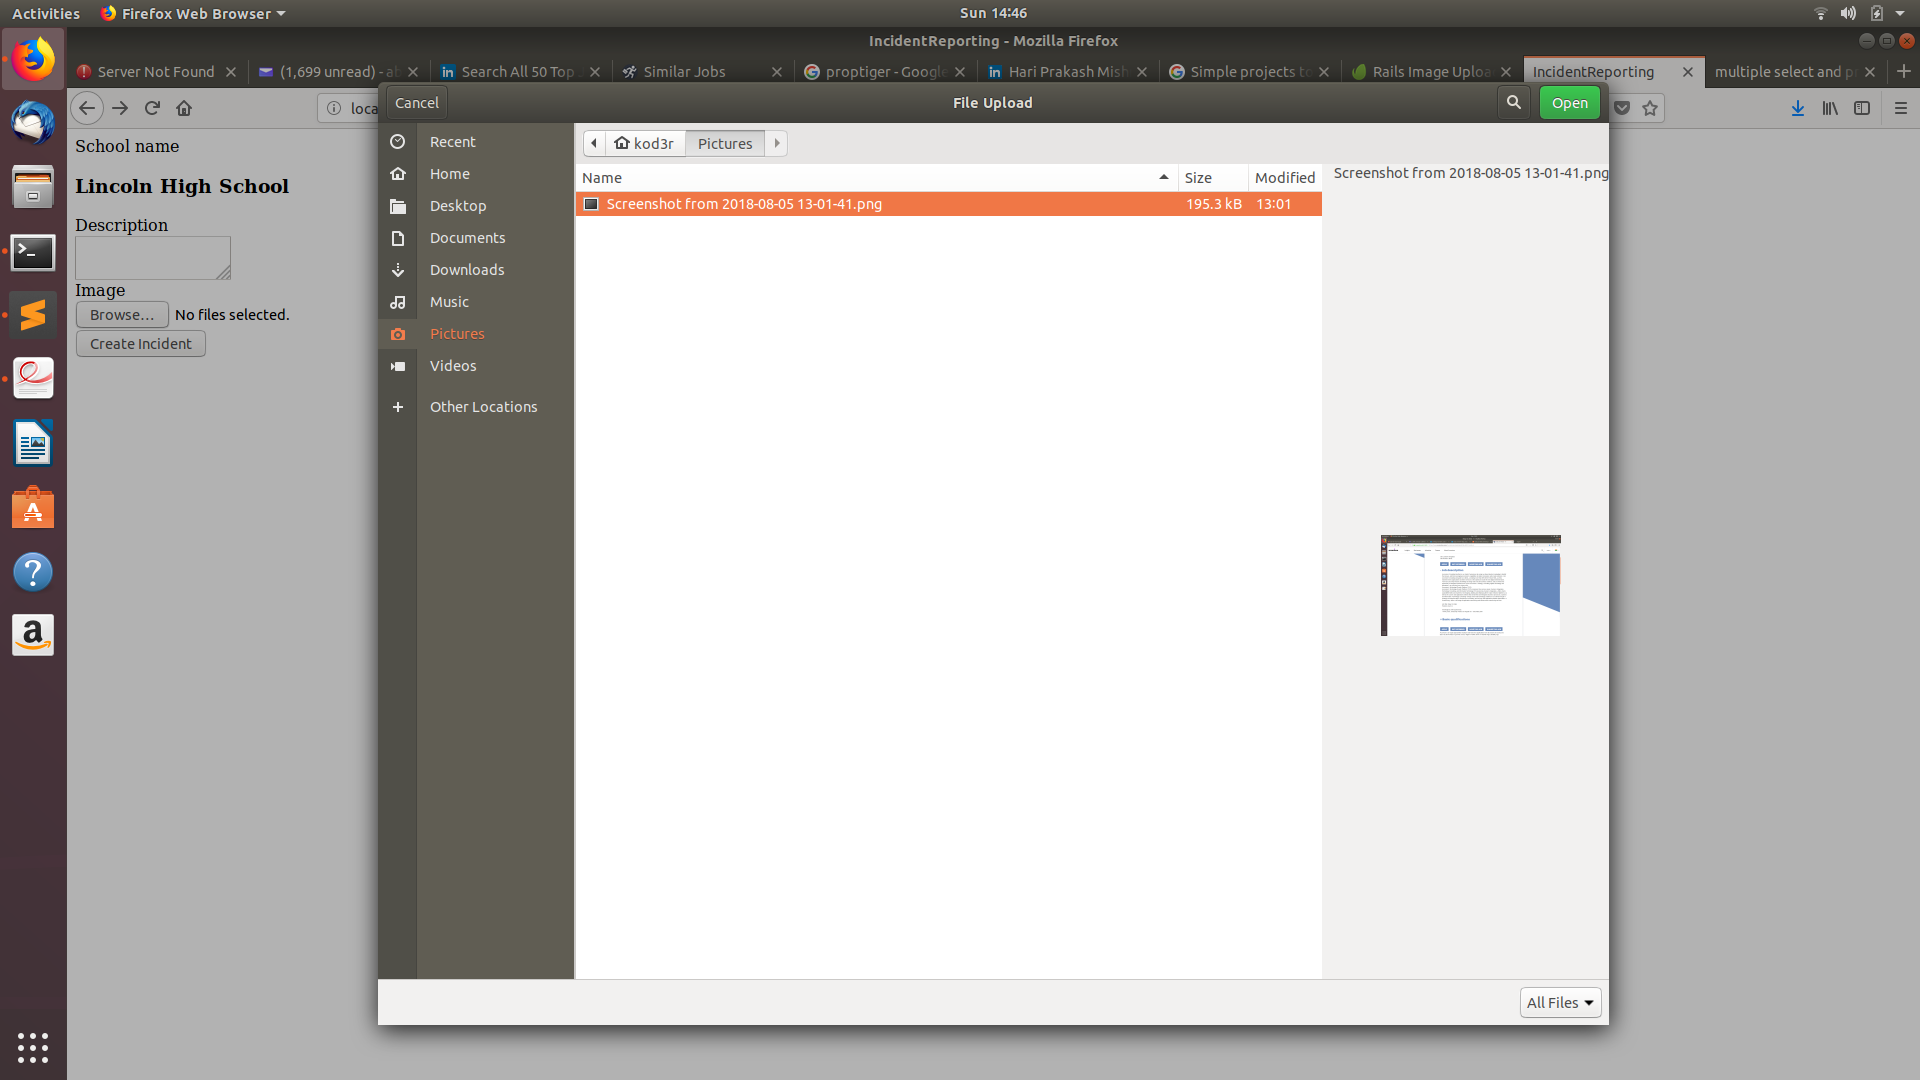 Activities Firefox Web Browser Sun 14:46
IncidentReporting - Mozilla Firefox
Server Not Found (1,699 unread) - ab Search All 50 Top Similar Jobs proptiger - Google Hari Prakash Mish Simple projects to Rails Image Uploa IncidentReporting multiple select and pr
loca
Cancel File Upload Open
School name
Lincoln High School
Description
Image
Browse... No files selected.
Create Incident
Recent
Home
Desktop
Documents
Downloads
Music
Pictures
Videos
Other Locations
kod3r Pictures
Name Size Modified
Screenshot from 2018-08-05 13-01-41.png 195.3 kB 13:01
Screenshot from 2018-08-05 13-01-41.png
All Files